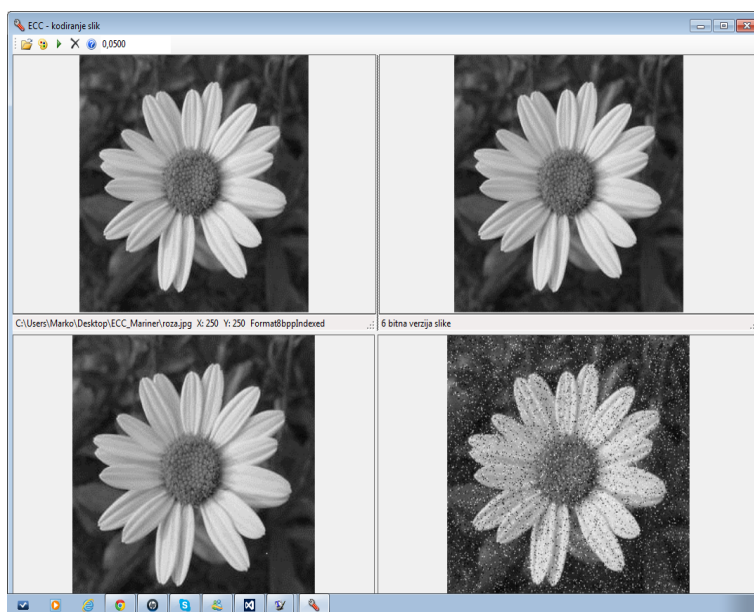 ECC - kodiranje slik
0,0500
C:\Users\Marko\Desktop\ECC_Mariner\roza.jpg X: 250 Y: 250 Format8bppIndexed
6 bitna verzija slike